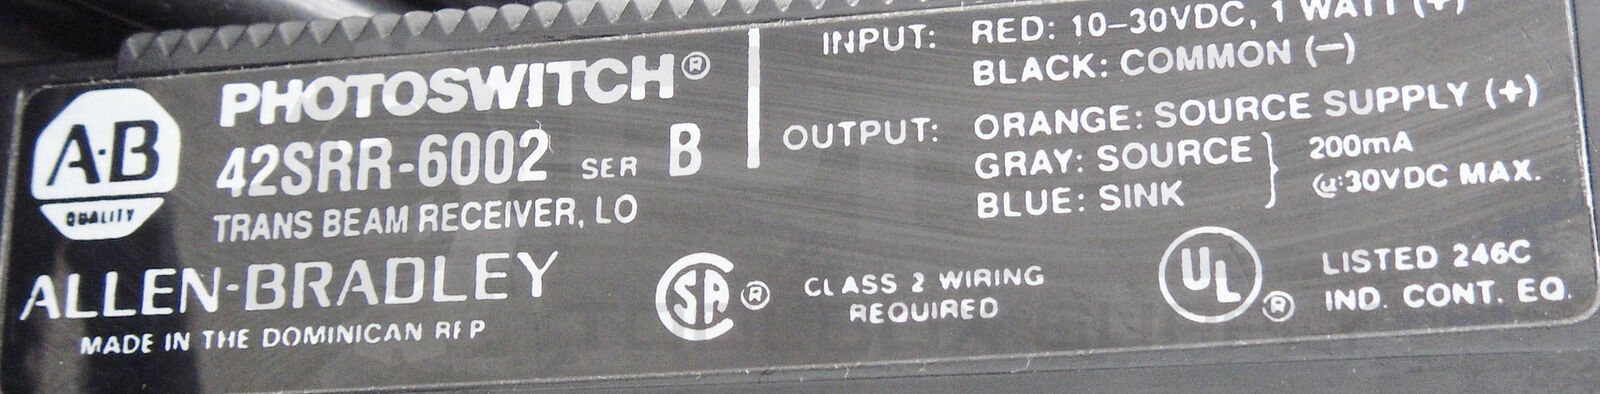 A·B
QUALITY
PHOTOSWITCH®
42SRR-6002 SER B
TRANS BEAM RECEIVER, LO
ALLEN-BRADLEY
MADE IN THE DOMINICAN REP
INPUT: RED: 10-30VDC, 1 WATT (+)
BLACK: COMMON (-)
OUTPUT: ORANGE: SOURCE SUPPLY (+)
GRAY: SOURCE
BLUE: SINK
200mA
@:30VDC MAX.
SA ®
CLASS 2 WIRING
REQUIRED
UL ®
LISTED 246C
IND. CONT. EQ.